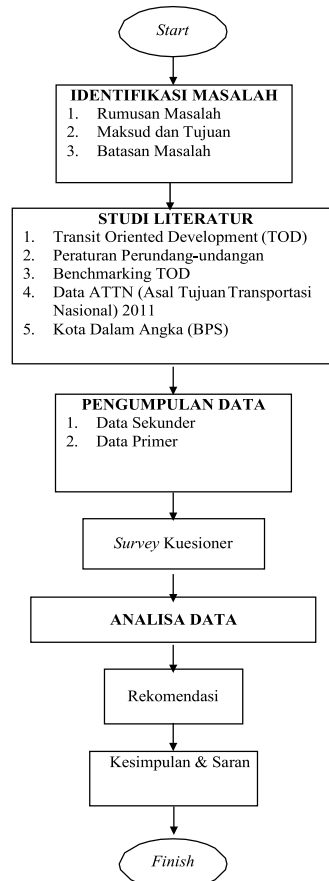 Start
IDENTIFIKASI MASALAH
1. Rumusan Masalah
2. Maksud dan Tujuan
3. Batasan Masalah
STUDI LITERATUR
1. Transit Oriented Development (TOD)
2. Peraturan Perundang-undangan
3. Benchmarking TOD
4. Data ATTN (Asal Tujuan Transportasi
Nasional) 2011
5. Kota Dalam Angka (BPS)
PENGUMPULAN DATA
1. Data Sekunder
2. Data Primer
Survey Kuesioner
ANALISA DATA
Rekomendasi
Kesimpulan & Saran
Finish